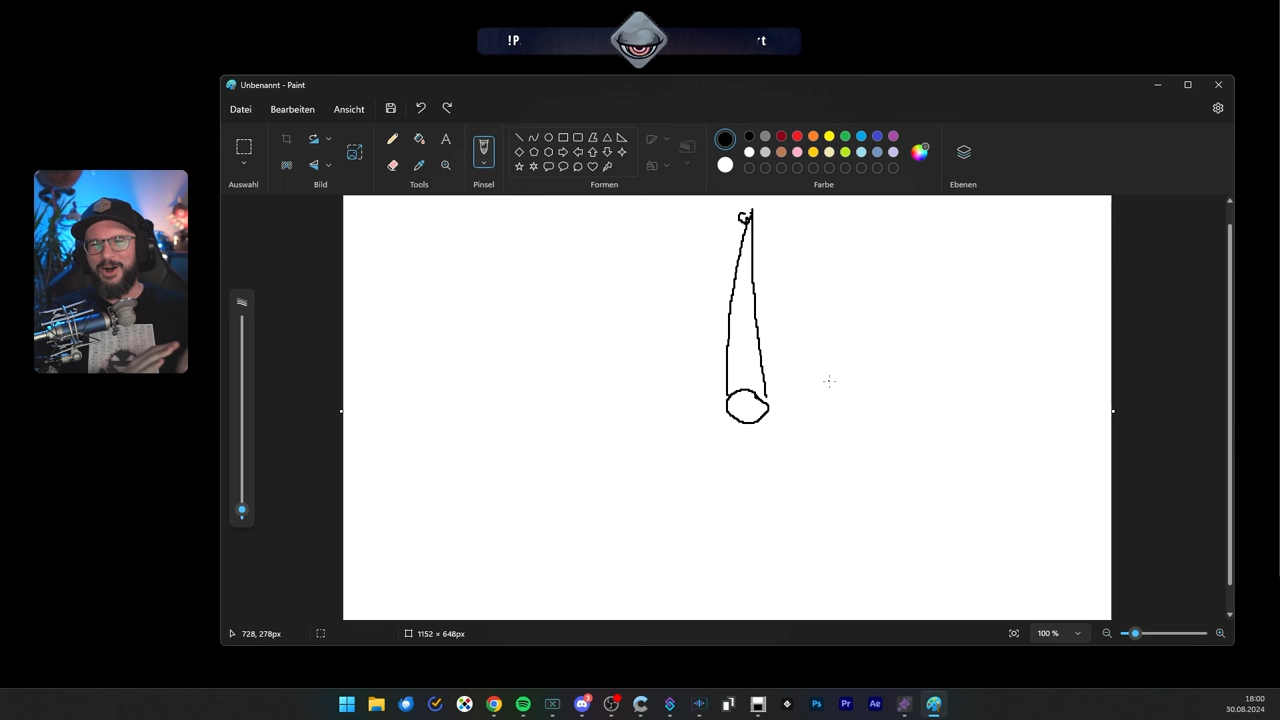 !P
rt
Unbenannt - Paint
Datei Bearbeiten Ansicht
Auswahl Bild Tools Pinsel Formen Farbe Ebenen
728, 278px 1152 × 648px 100 %
18:00
30.08.2024